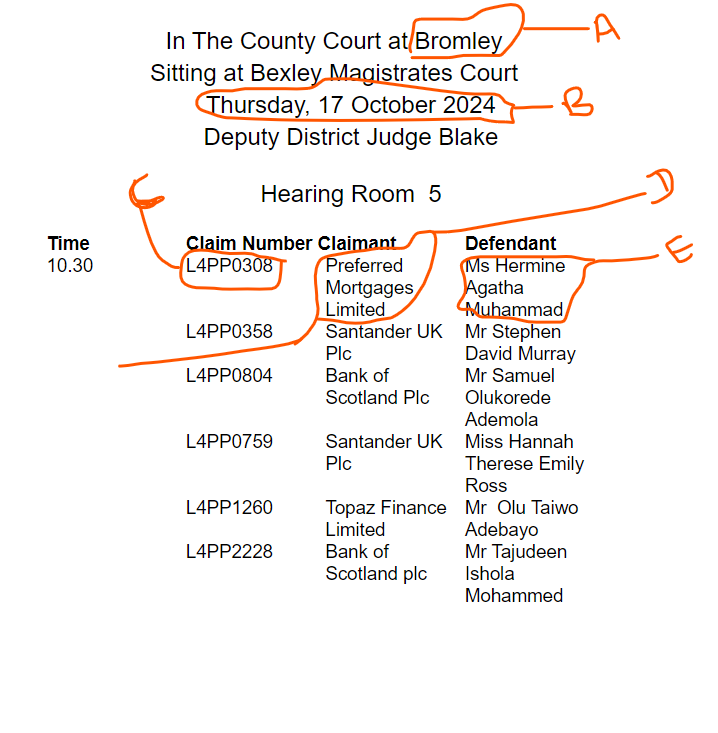 In The County Court at Bromley A
Sitting at Bexley Magistrates Court
Thursday, 17 October 2024 B
Deputy District Judge Blake
C D
Hearing Room 5
Time Claim Number Claimant Defendant E
10.30 L4PP0308 Preferred Ms Hermine
Mortgages Agatha
Limited Muhammad
L4PP0358 Santander UK Mr Stephen
Plc David Murray
L4PP0804 Bank of Mr Samuel
Scotland Plc Olukorede
Ademola
L4PP0759 Santander UK Miss Hannah
Plc Therese Emily
Ross
L4PP1260 Topaz Finance Mr Olu Taiwo
Limited Adebayo
L4PP2228 Bank of Mr Tajudeen
Scotland plc Ishola
Mohammed